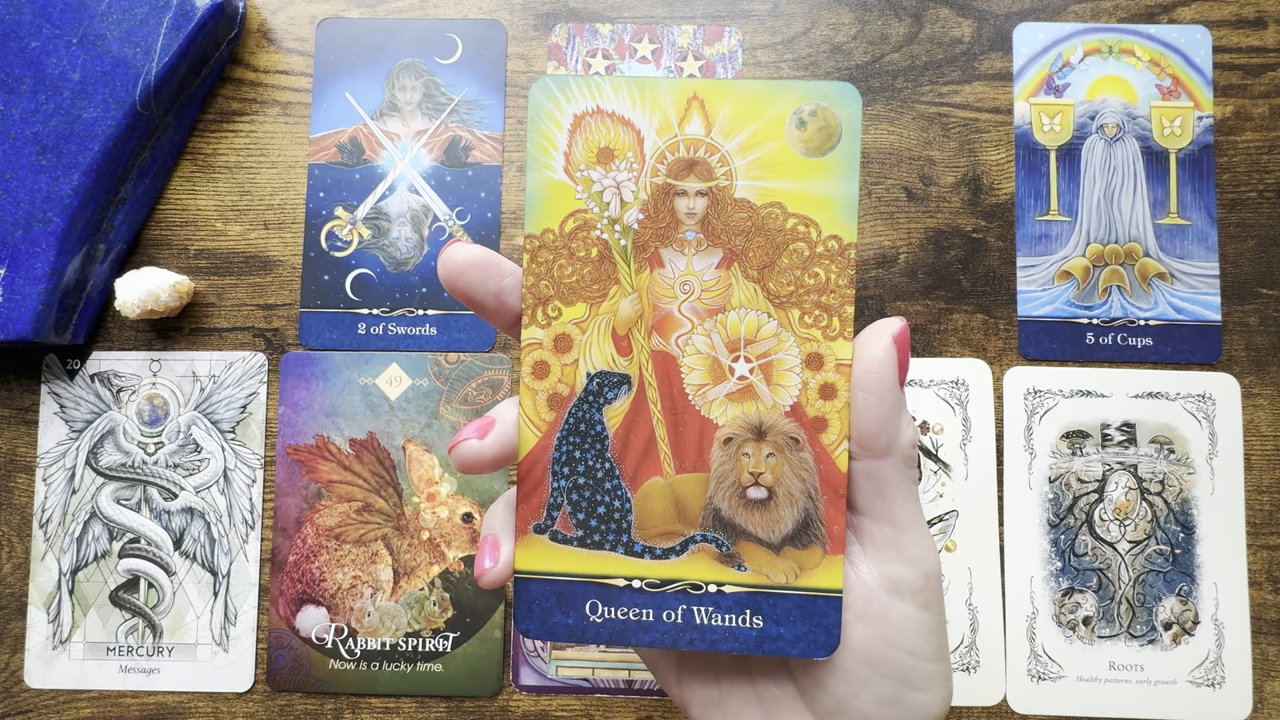 2 of Swords
5 of Cups
20
MERCURY
Messages
49
RABBIT SPIRIT
Now is a lucky time.
Queen of Wands
ROOTS
Healthy patterns, early growth